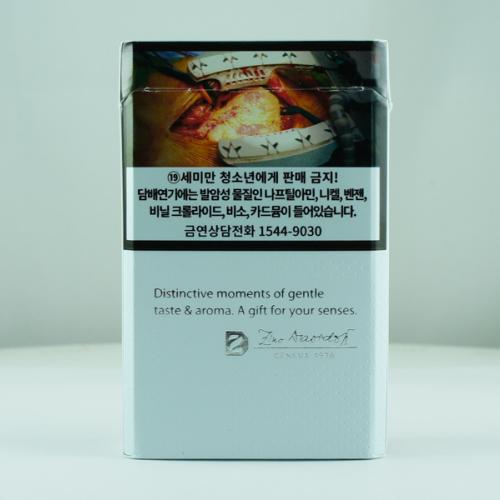 ⑲세미만 청소년에게 판매 금지!
담배연기에는 발암성 물질인 나프틸아민, 니켈, 벤젠,
비닐 크롤라이드, 비소, 카드뮴이 들어있습니다.
금연상담전화 1544-9030
Distinctive moments of gentle
taste & aroma. A gift for your senses.
Zino Davidoff
GENEVA 1976